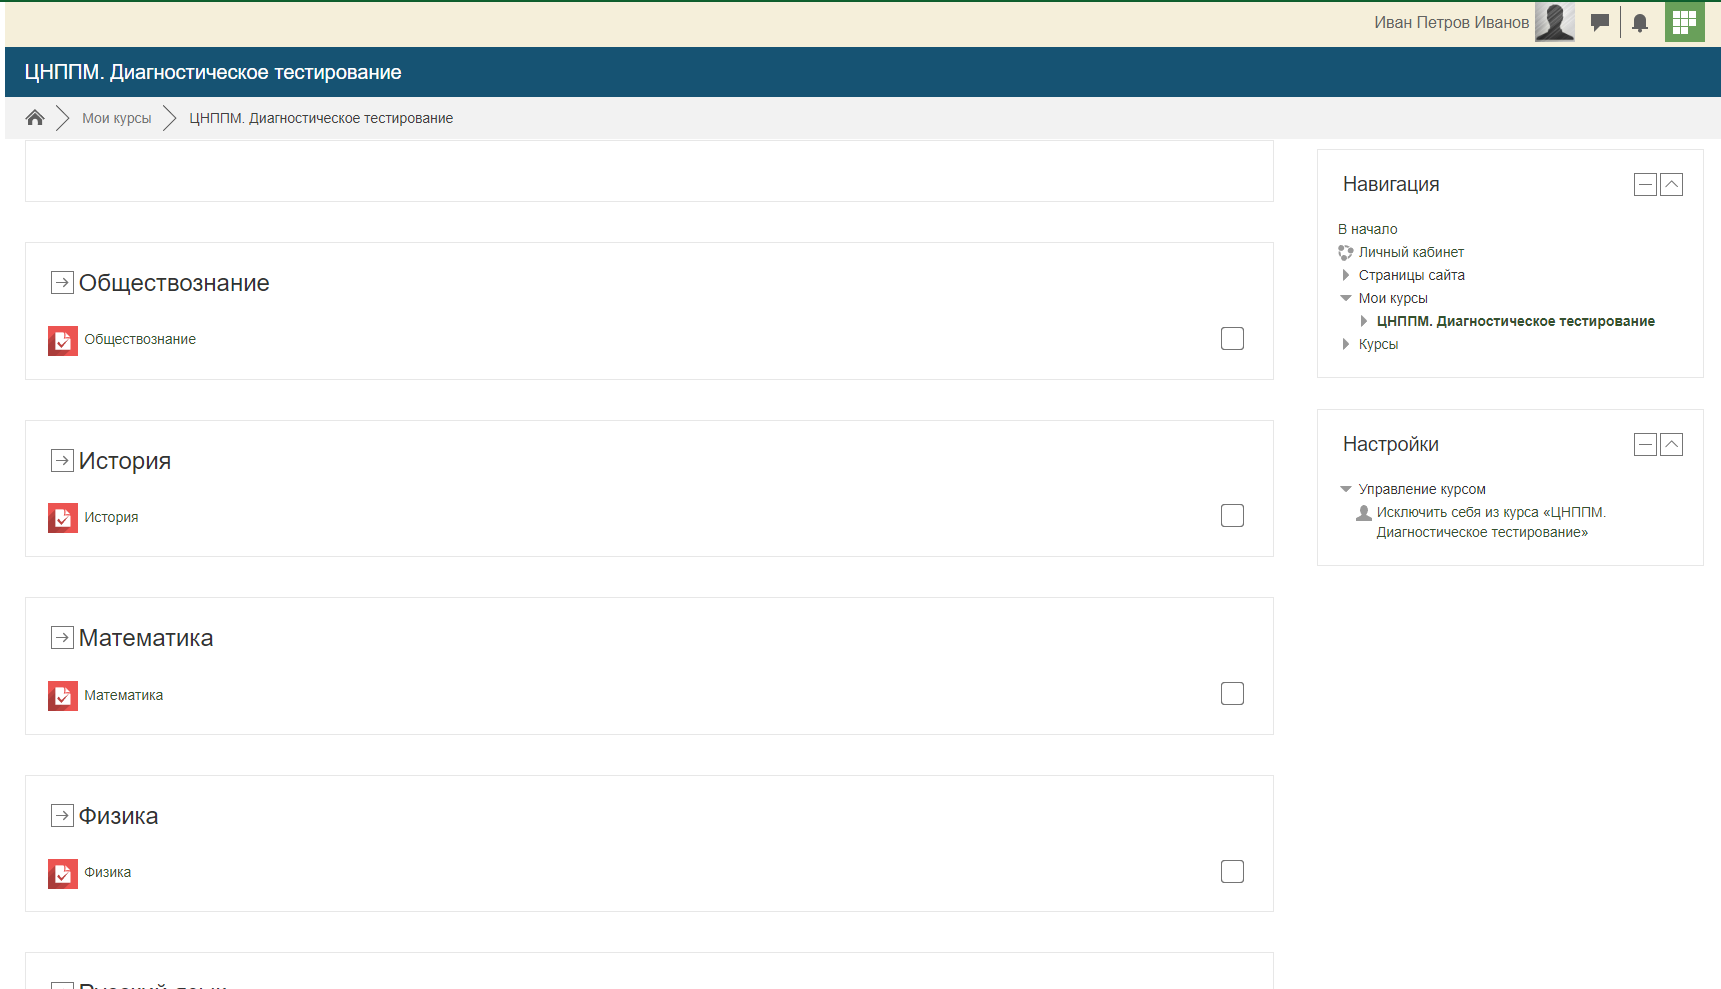 Иван Петров Иванов
ЦНППМ. Диагностическое тестирование
Мои курсы
ЦНППМ. Диагностическое тестирование
Обществознание
Обществознание
История
История
Математика
Математика
Физика
Физика
Русский язык
Навигация
В начало
Личный кабинет
Страницы сайта
Мои курсы
ЦНППМ. Диагностическое тестирование
Курсы
Настройки
Управление курсом
Исключить себя из курса «ЦНППМ.
Диагностическое тестирование»